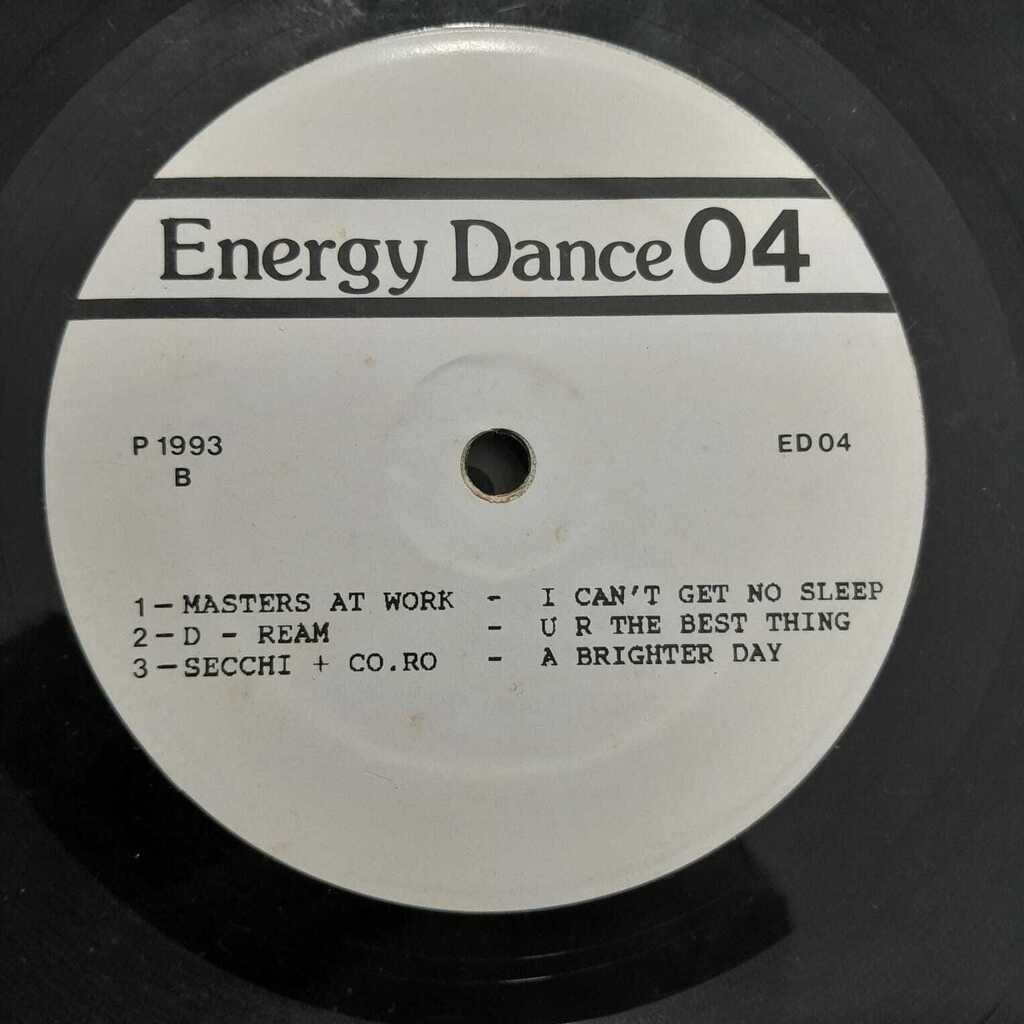 Energy Dance 04
P 1993
B
ED 04
1 - MASTERS AT WORK - I CAN'T GET NO SLEEP
2 - D - REAM - U R THE BEST THING
3 - SECCHI + CO.RO - A BRIGHTER DAY